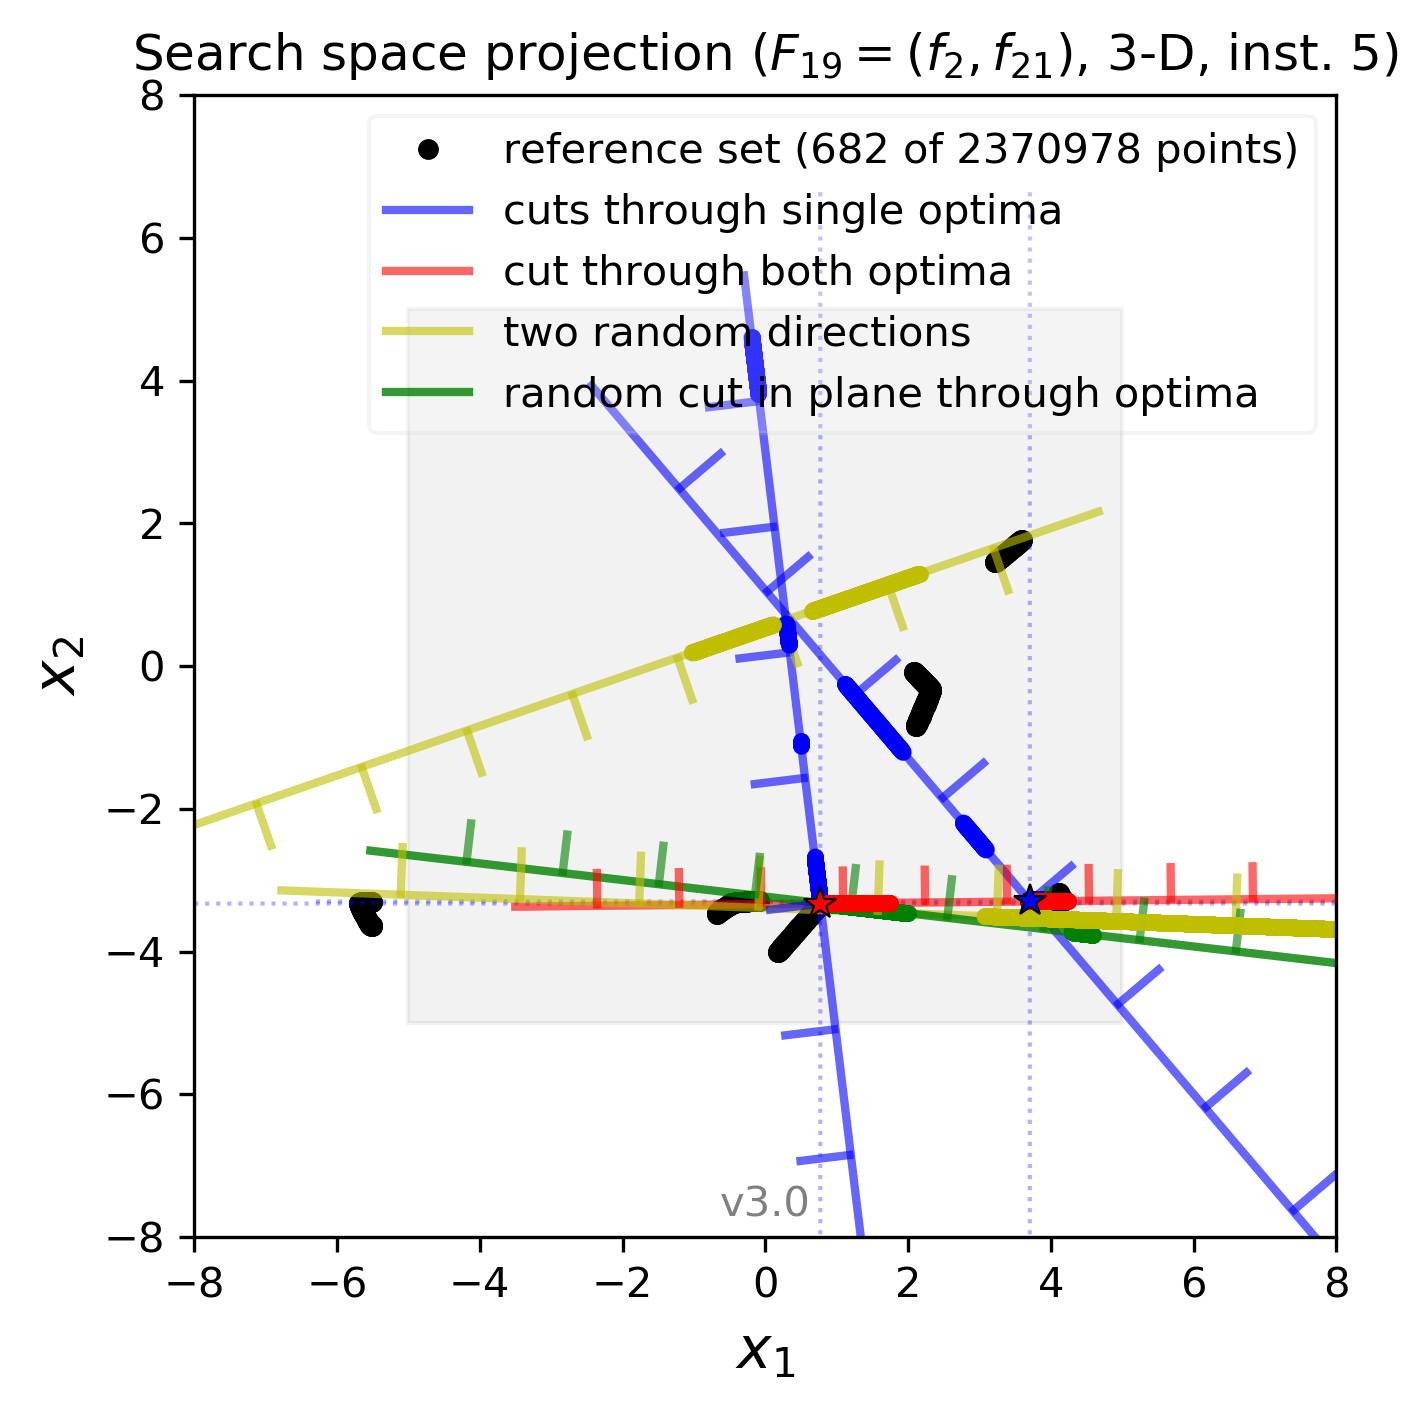 Search space projection (F19 = (f2, f21), 3-D, inst. 5)
reference set (682 of 2370978 points)
cuts through single optima
cut through both optima
two random directions
random cut in plane through optima
8
6
4
2
0
−2
−4
−6
−8
x2
v3.0
−8 −6 −4 −2 0 2 4 6 8
x1